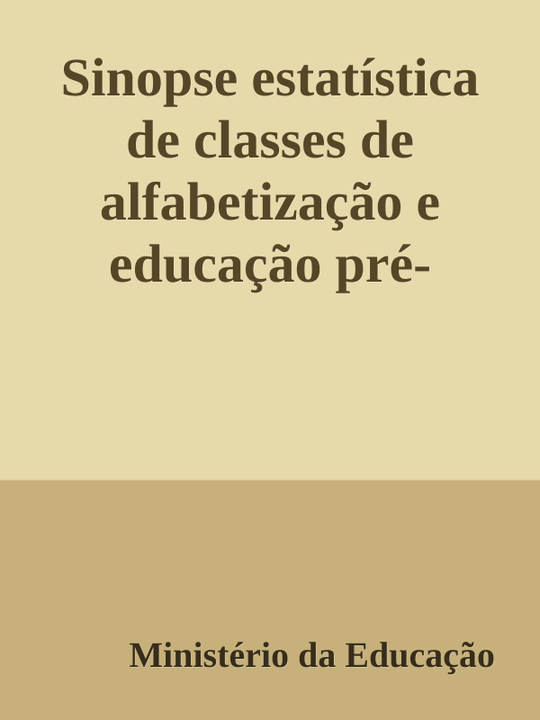 Sinopse estatística
de classes de
alfabetização e
educação pré-
Ministério da Educação